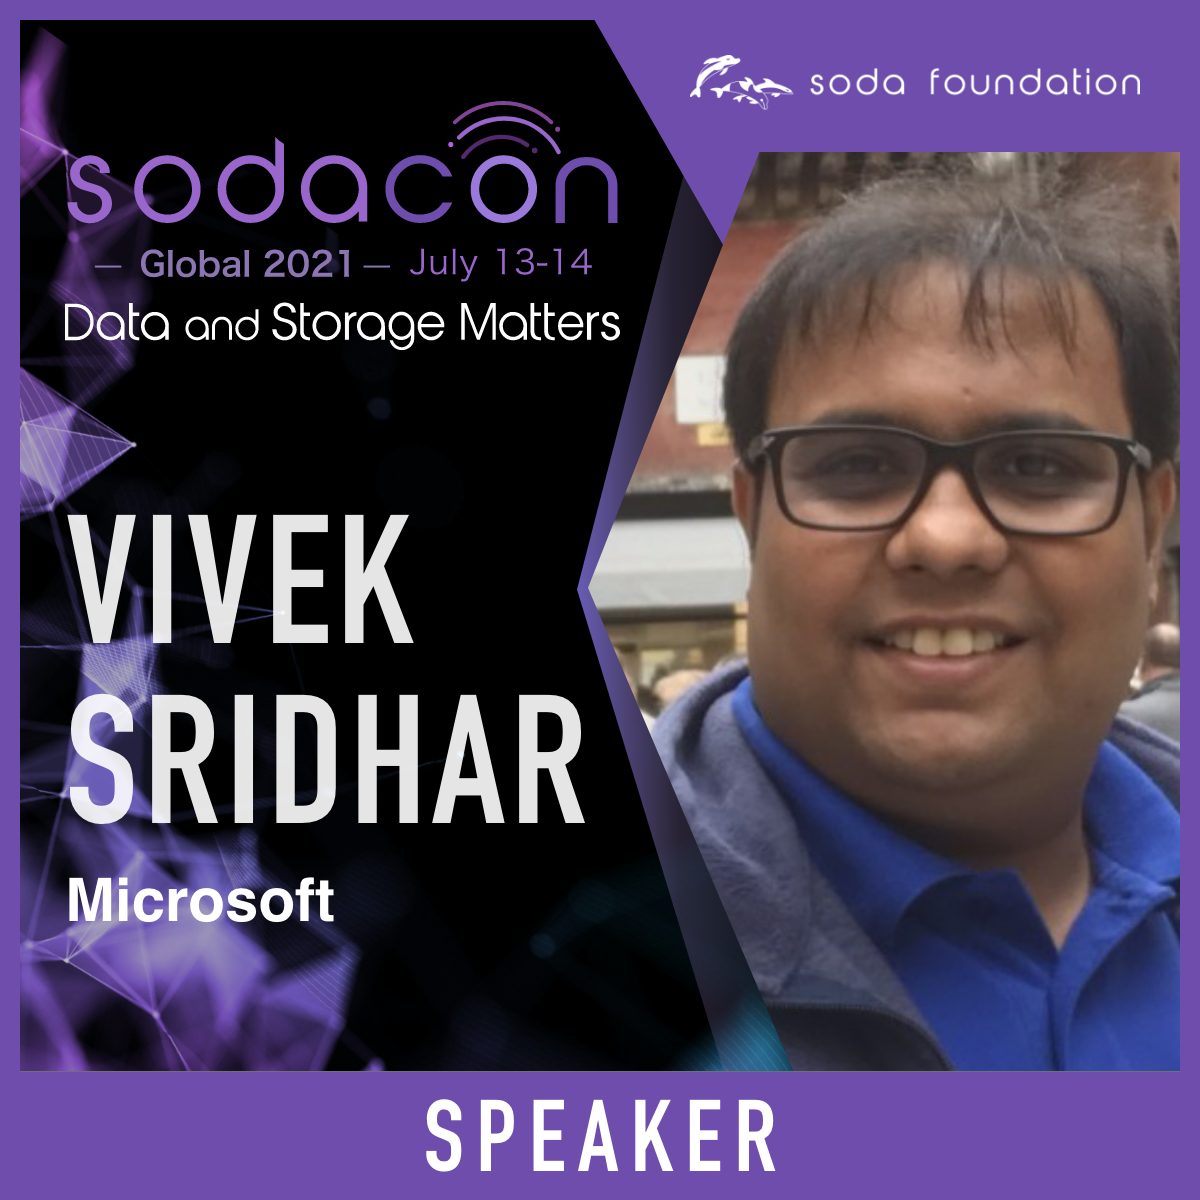 soda foundation
sodacon
— Global 2021 — July 13-14
Data and Storage Matters
VIVEK
SRIDHAR
Microsoft
SPEAKER